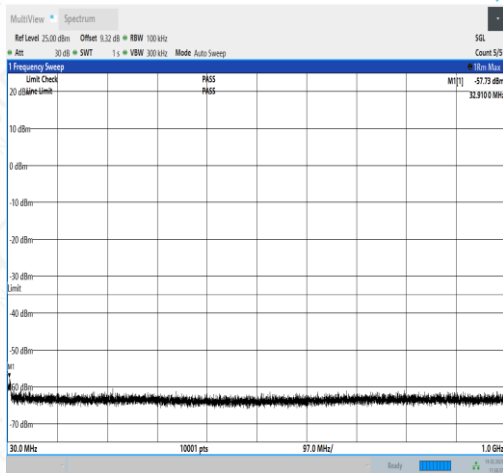 MultiView Spectrum
Ref Level 25.00 dBm Offset 9.32 dB RBW 100 kHz SGL
Att 30 dB SWT 1 s VBW 300 kHz Mode Auto Sweep Count 5/5
1 Frequency Sweep 1Rm Max
Limit Check PASS M1[1] -57.73 dBm
20 dBm Line Limit PASS 32.9100 MHz
10 dBm
0 dBm
-10 dBm
-20 dBm
-30 dBm
Limit
-40 dBm
-50 dBm
M1
-60 dBm
-70 dBm
30.0 MHz 10001 pts 97.0 MHz/ 1.0 GHz
Ready